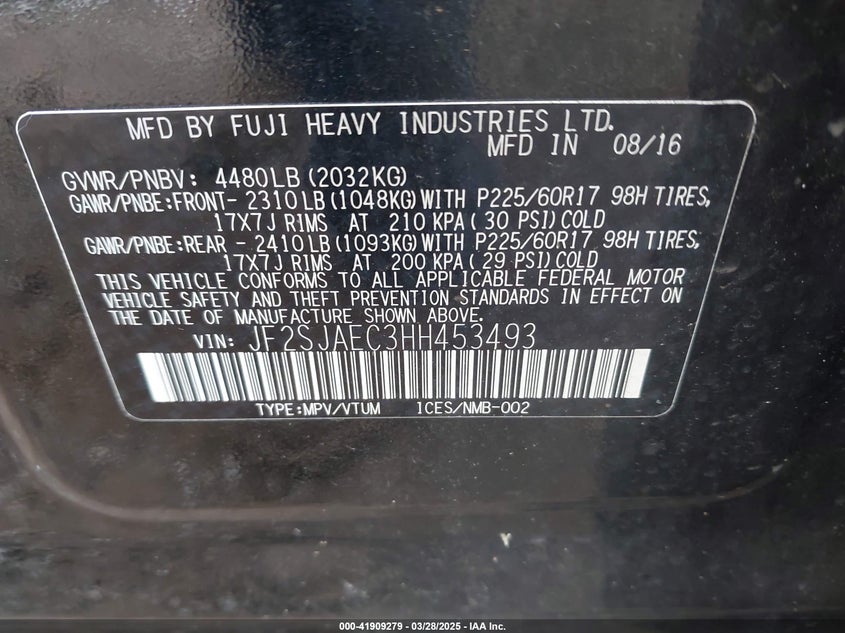 MFD BY FUJI HEAVY INDUSTRIES LTD.
MFD IN 08/16
GVWR/PNBV: 4480LB(2032KG)
GAWR/PNBE:FRONT- 2310LB(1048KG)WITH P225/60R17 98H TIRES,
17X7J RIMS AT 210 KPA( 30 PSI)COLD
GAWR/PNBE:REAR - 2410LB(1093KG)WITH P225/60R17 98H TIRES,
17X7J RIMS AT 200 KPA( 29 PSI)COLD
THIS VEHICLE CONFORMS TO ALL APPLICABLE FEDERAL MOTOR
VEHICLE SAFETY AND THEFT PREVENTION STANDARDS IN EFFECT ON
THE DATE OF MANUFACTURE SHOWN ABOVE.
VIN: JF2SJAEC3HH453493
TYPE:MPV/VTUM ICES/NMB-002
000-41909279 - 03/28/2025 - IAA Inc.